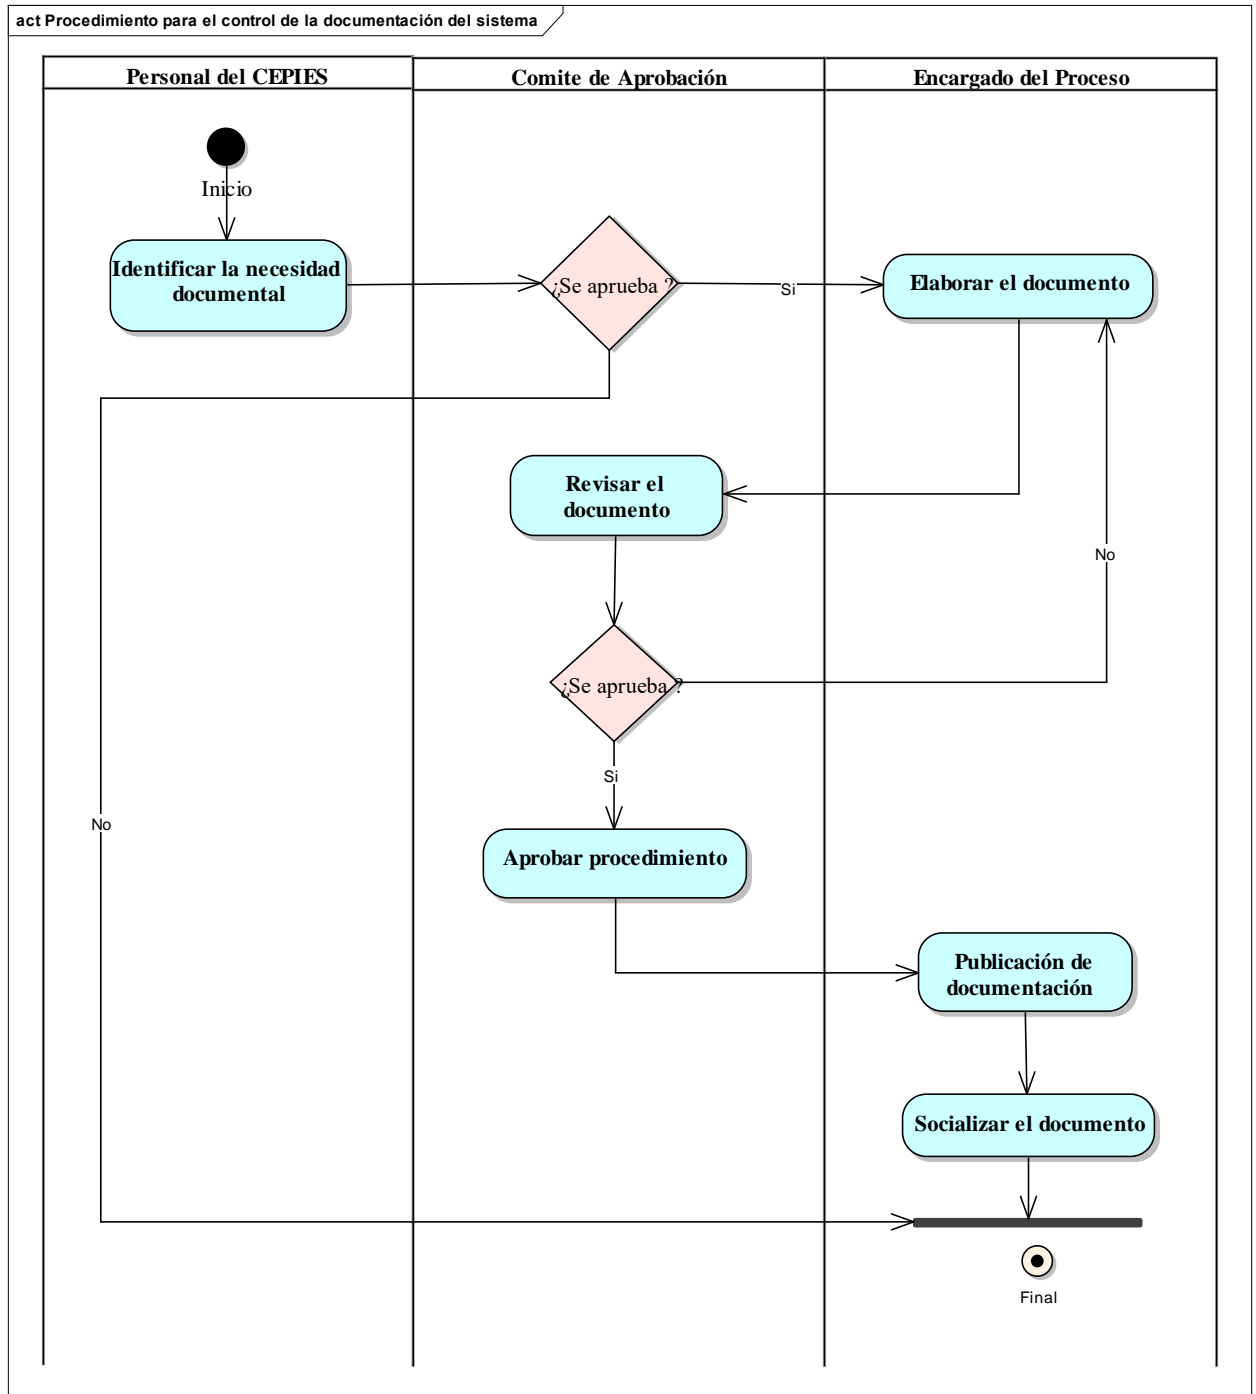 act Procedimiento para el control de la documentación del sistema
Personal del CEPIES
Comite de Aprobación
Encargado del Proceso
Inicio
Identificar la necesidad
documental
¿Se aprueba ?
Si
Elaborar el documento
Revisar el
documento
No
¿Se aprueba ?
Si
No
Aprobar procedimiento
Publicación de
documentación
Socializar el documento
Final